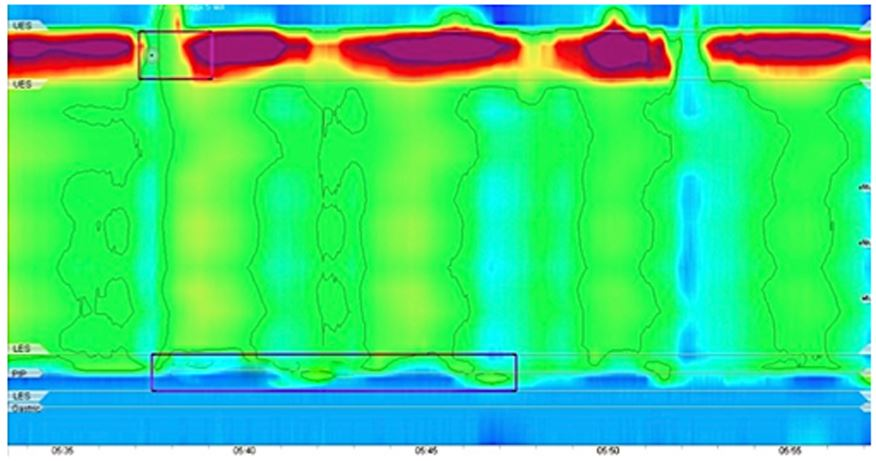 UES
UES
LES
PIP
LES
Gastric
05:35
05:40
05:45
05:50
05:55